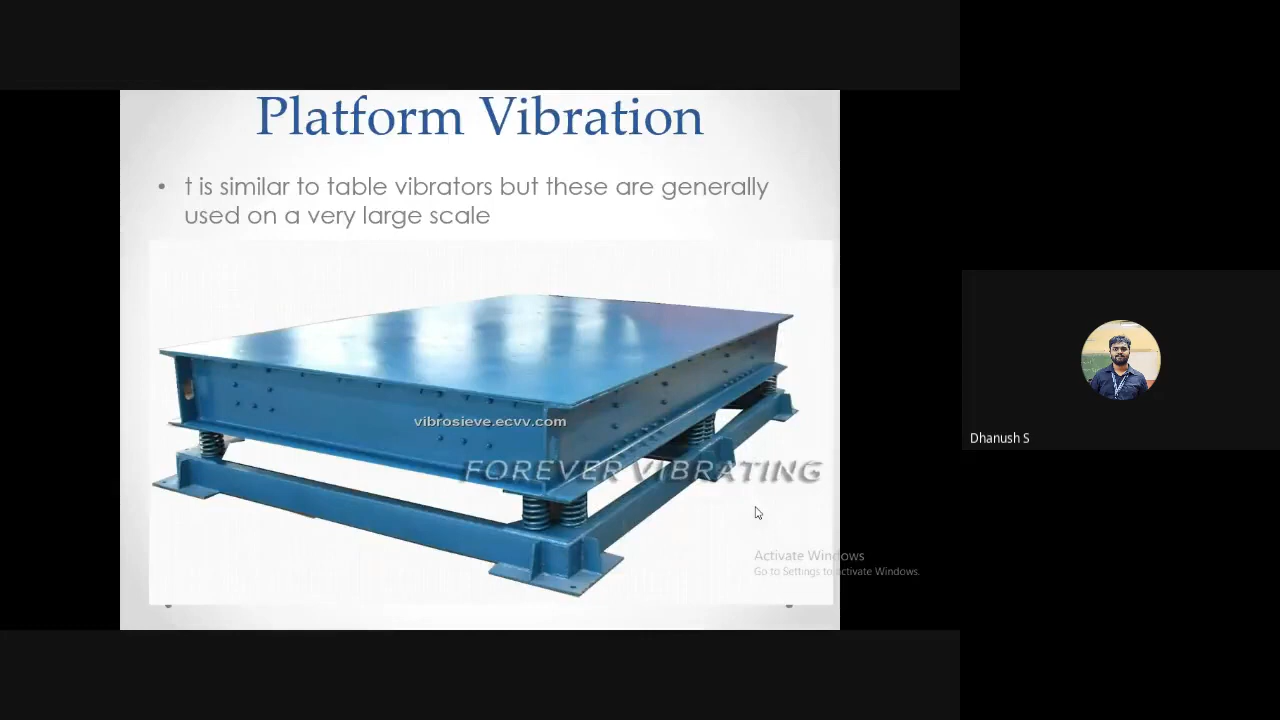 Platform Vibration
• t is similar to table vibrators but these are generally
used on a very large scale
vibrosieve.ecvv.com
FOREVER VIBRATING
Activate Windows
Go to Settings to activate Windows.
Dhanush S